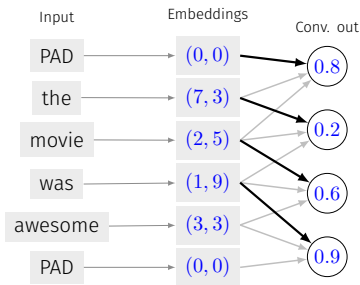 Input Embeddings Conv. out
PAD (0, 0) 0.8
the (7, 3)
movie (2, 5) 0.2
was (1, 9) 0.6
awesome (3, 3) 0.9
PAD (0, 0)